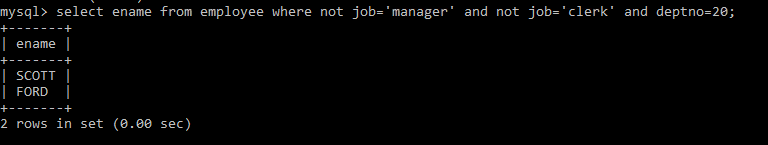 mysql> select ename from employee where not job='manager' and not job='clerk' and deptno=20;
+-------+
| ename |
+-------+
| SCOTT |
| FORD  |
+-------+
2 rows in set (0.00 sec)